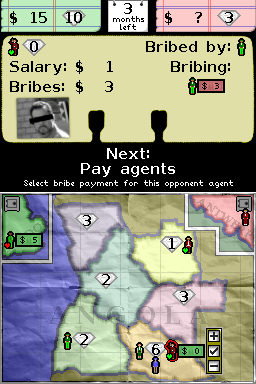 $ 15 10 3 months left $ ? 3
0 Bribed by:
Salary: $ 1 Bribing:
Bribes: $ 3 $ 3
Next:
Pay agents
Select bribe payment for this opponent agent
3
1
$ 5
2
3
ANGOLA
2
6 $ 0